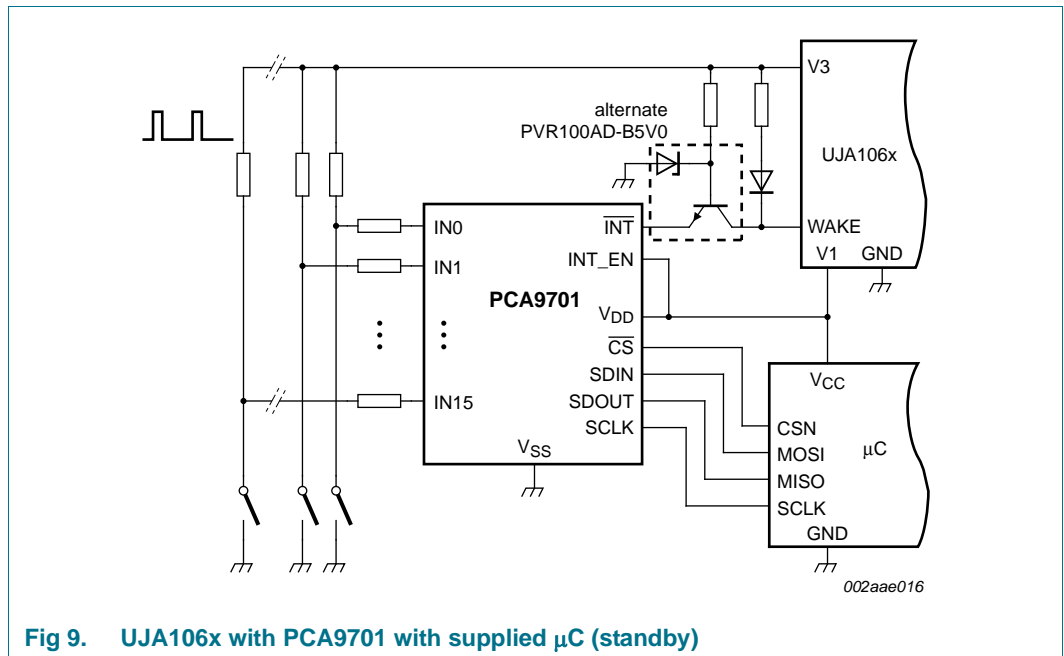 V3
alternate
PVR100AD-B5V0
UJA106x
IN0
INT
WAKE
IN1
INT_EN
V1
GND
PCA9701
VDD
CS
VCC
SDIN
IN15
SDOUT
CSN
SCLK
MOSI
μC
VSS
MISO
SCLK
GND
002aae016
Fig 9. UJA106x with PCA9701 with supplied μC (standby)